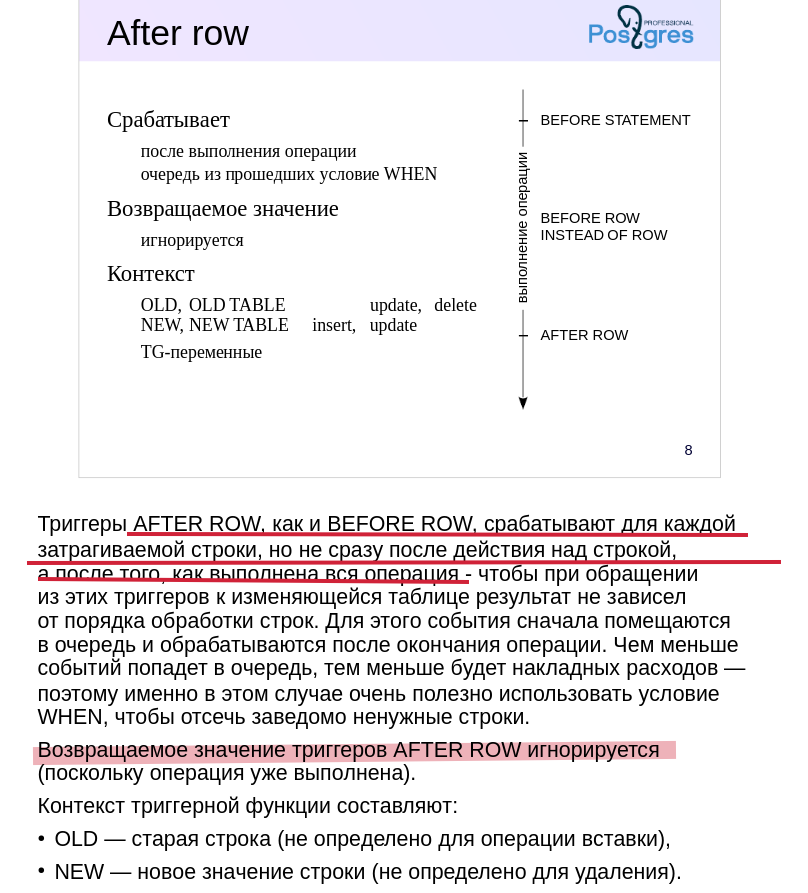 After row
PROFESSIONAL
Postgres
Срабатывает
после выполнения операции
очередь из прошедших условие WHEN
Возвращаемое значение
игнорируется
Контекст
OLD, OLD TABLE update, delete
NEW, NEW TABLE insert, update
TG-переменные
BEFORE STATEMENT
выполнение операции
BEFORE ROW
INSTEAD OF ROW
AFTER ROW
8
Триггеры AFTER ROW, как и BEFORE ROW, срабатывают для каждой
затрагиваемой строки, но не сразу после действия над строкой,
а после того, как выполнена вся операция - чтобы при обращении
из этих триггеров к изменяющейся таблице результат не зависел
от порядка обработки строк. Для этого события сначала помещаются
в очередь и обрабатываются после окончания операции. Чем меньше
событий попадет в очередь, тем меньше будет накладных расходов —
поэтому именно в этом случае очень полезно использовать условие
WHEN, чтобы отсечь заведомо ненужные строки.
Возвращаемое значение триггеров AFTER ROW игнорируется
(поскольку операция уже выполнена).
Контекст триггерной функции составляют:
• OLD — старая строка (не определено для операции вставки),
• NEW — новое значение строки (не определено для удаления).